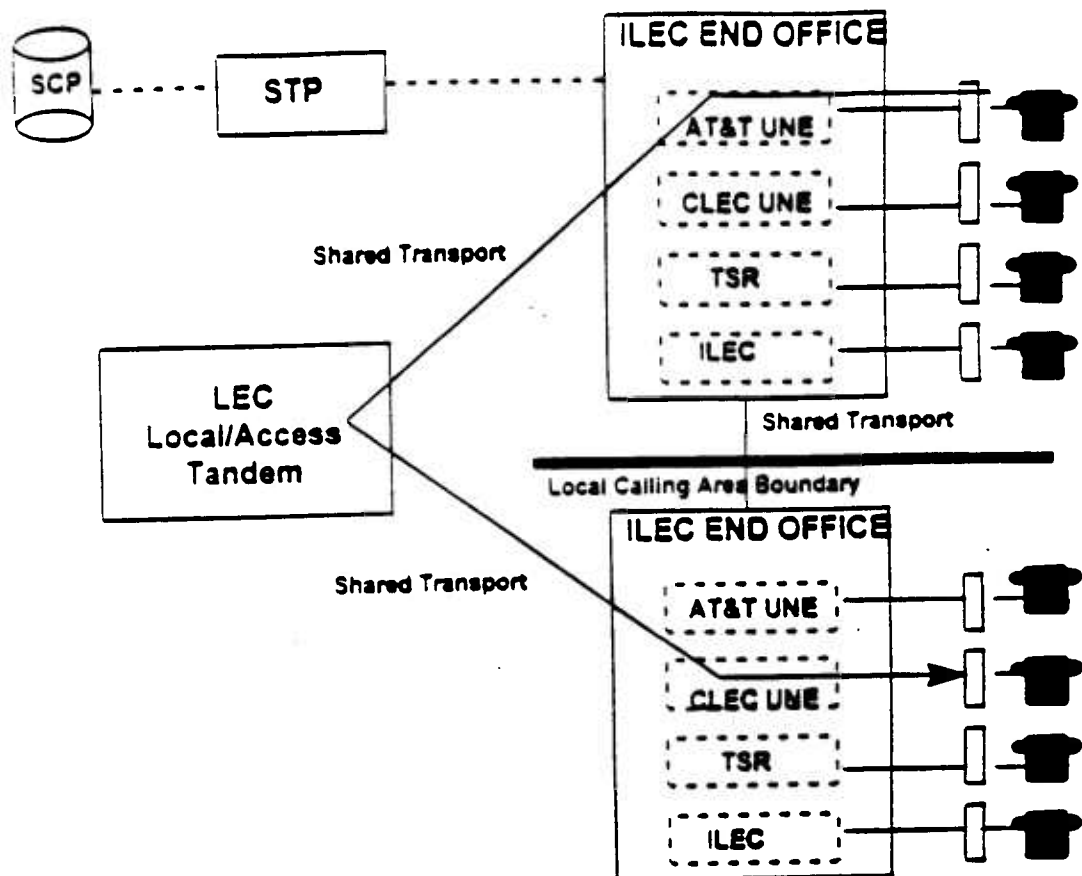 ILEC END OFFICE
SCP
STP
AT&T UNE
CLEC UNE
Shared Transport
TSR
ILEC
LEC
Local/Access
Tandem
Shared Transport
Local Calling Area Boundary
ILEC END OFFICE
Shared Transport
AT&T UNE
CLEC UNE
TSR
ILEC